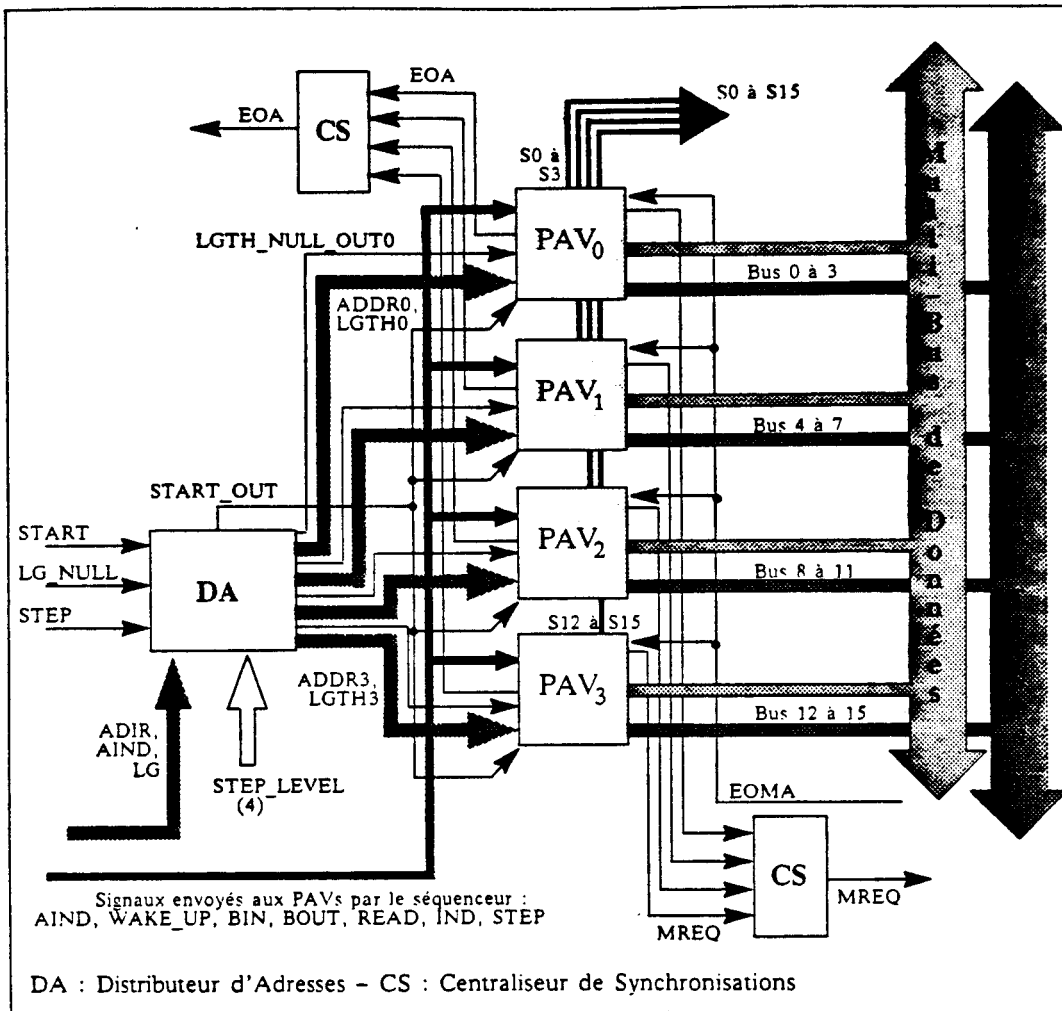 EOA
S0 à S15
EOA
CS
S0 à
S3
PAV0
LGTH_NULL_OUT0
Bus 0 à 3
ADDR0,
LGTH0
PAV1
Bus 4 à 7
START_OUT
START
LG_NULL
STEP
DA
PAV2
Bus 8 à 11
S12 à S15
ADDR3,
LGTH3
PAV3
Bus 12 à 15
ADIR,
AIND,
LG
STEP_LEVEL
(4)
EOMA
CS
MREQ
MREQ
Multi-Bus de Données
Signaux envoyés aux PAVs par le séquenceur :
AIND, WAKE_UP, BIN, BOUT, READ, IND, STEP
DA : Distributeur d'Adresses – CS : Centraliseur de Synchronisations